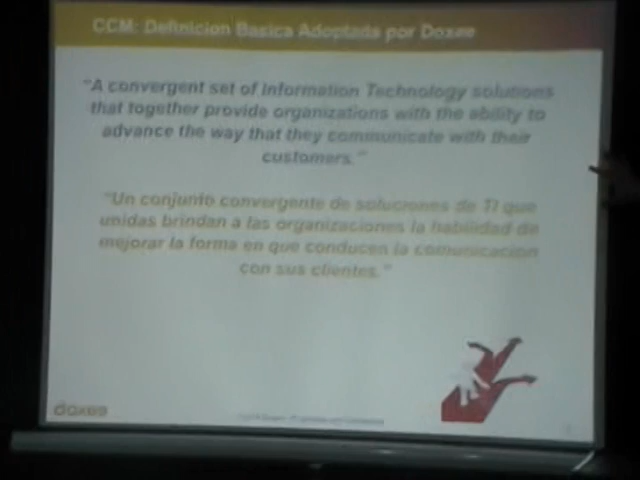 CCM: Definicion Basica Adoptada por Doxee
"A convergent set of Information Technology solutions
that together provide organizations with the ability to
advance the way that they communicate with their
customers."
"Un conjunto convergente de soluciones de TI que
unidas brindan a las organizaciones la habilidad de
mejorar la forma en que conducen la comunicacion
con sus clientes."
doxee